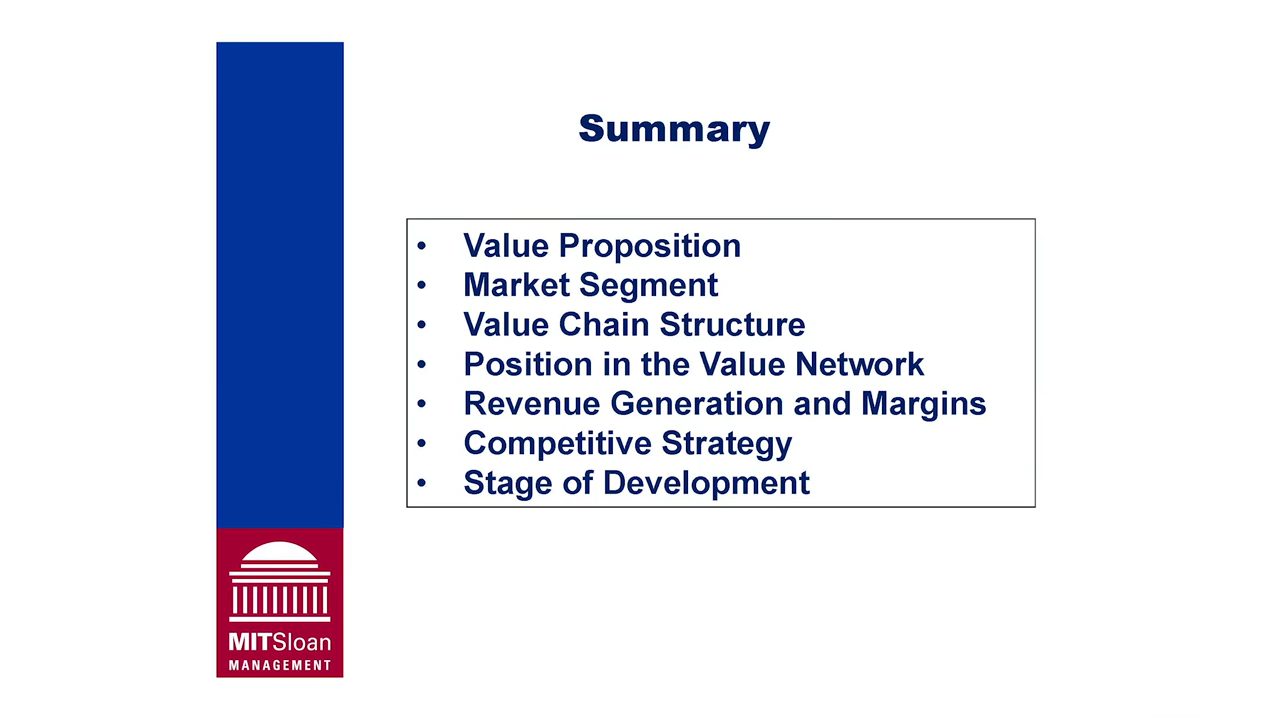 Summary
• Value Proposition
• Market Segment
• Value Chain Structure
• Position in the Value Network
• Revenue Generation and Margins
• Competitive Strategy
• Stage of Development
MITSloan
MANAGEMENT